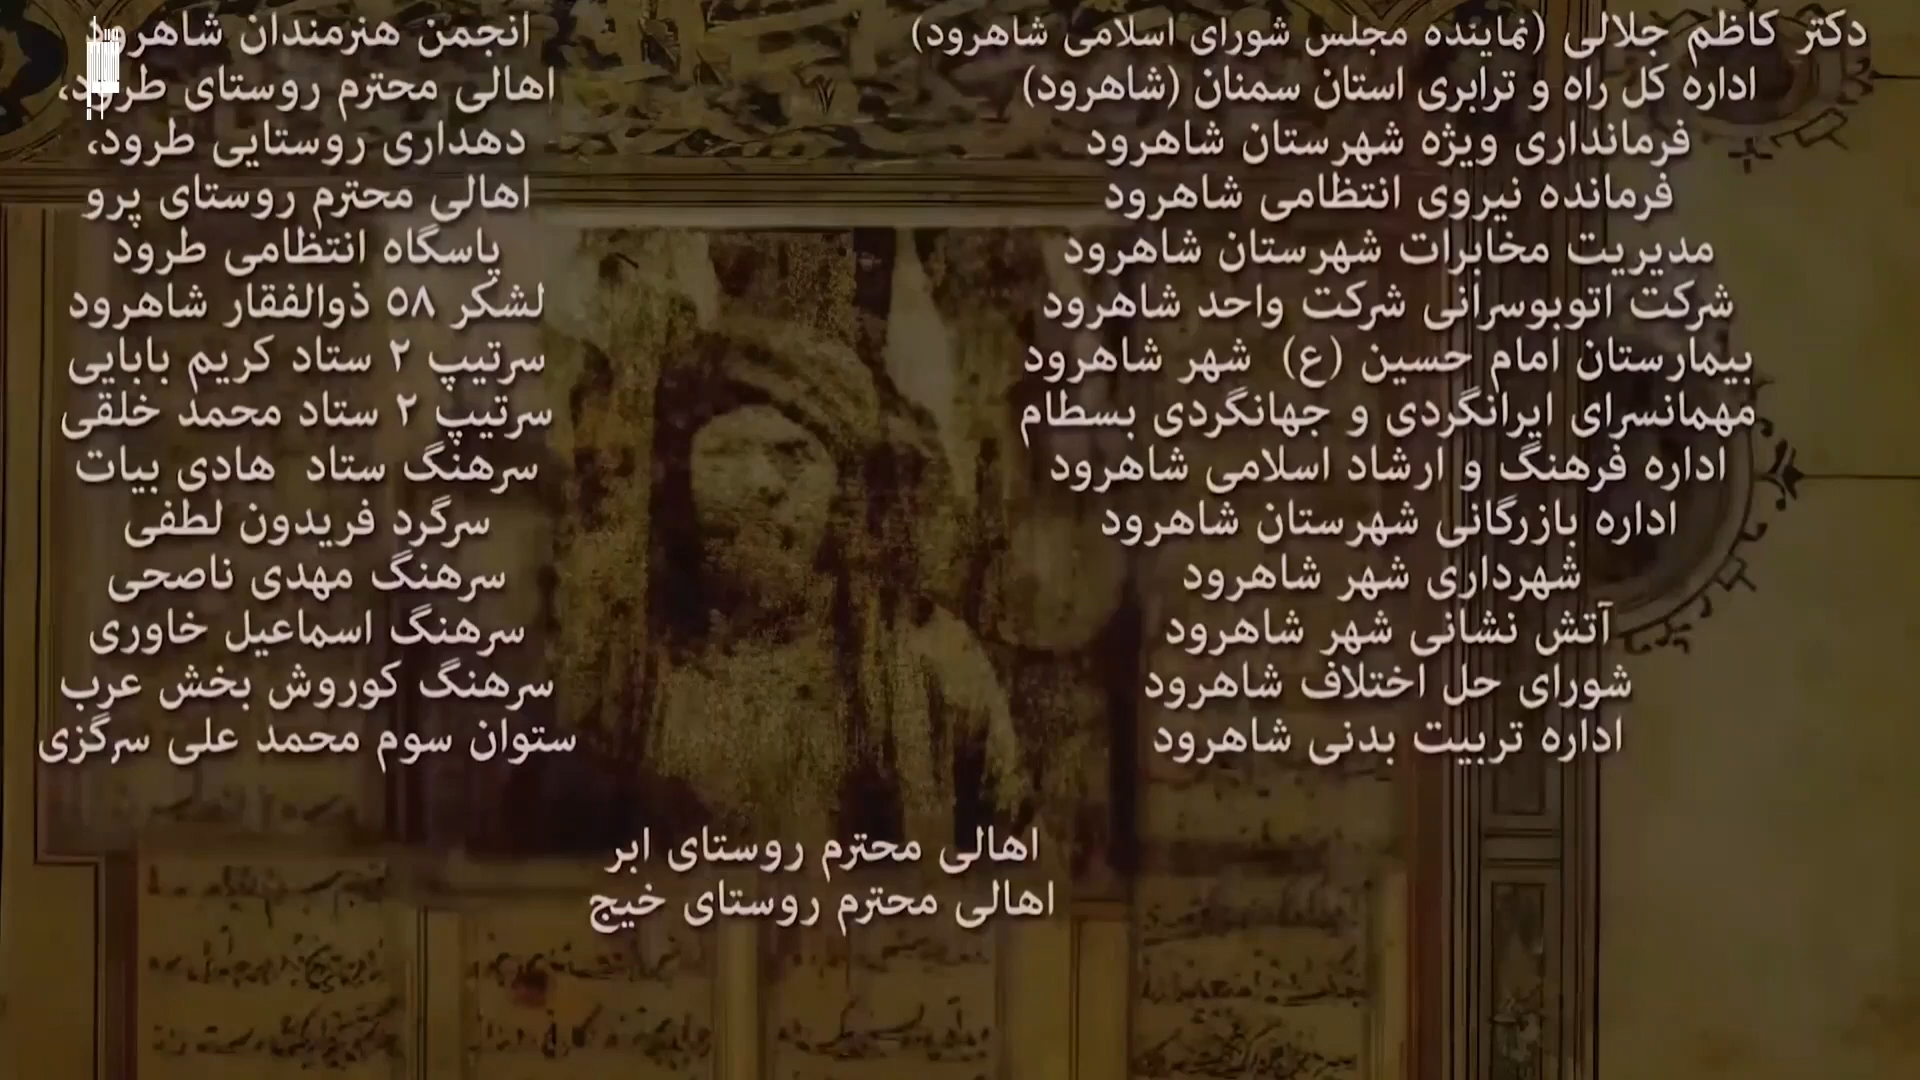 دکتر کاظم جلالی (نماینده مجلس شورای اسلامی شاهرود)
اداره کل راه و ترابری استان سمنان (شاهرود)
فرمانداری ویژه شهرستان شاهرود
فرمانده نیروی انتظامی شاهرود
مدیریت مخابرات شهرستان شاهرود
شرکت اتوبوسرانی شرکت واحد شاهرود
بیمارستان امام حسین (ع) شهر شاهرود
مهمانسرای ایرانگردی و جهانگردی بسطام
اداره فرهنگ و ارشاد اسلامی شاهرود
اداره بازرگانی شهرستان شاهرود
شهرداری شهر شاهرود
آتش نشانی شهر شاهرود
شورای حل اختلاف شاهرود
اداره تربیت بدنی شاهرود
انجمن هنرمندان شاهرود
اهالی محترم روستای طرود،
دهداری روستایی طرود،
اهالی محترم روستای پرو
پاسگاه انتظامی طرود
لشکر ۵۸ ذوالفقار شاهرود
سرتیپ ۲ ستاد کریم بابایی
سرتیپ ۲ ستاد محمد خلقی
سرهنگ ستاد هادی بیات
سرگرد فریدون لطفی
سرهنگ مهدی ناصحی
سرهنگ اسماعیل خاوری
سرهنگ کوروش بخش عرب
ستوان سوم محمد علی سرگزی
اهالی محترم روستای ابر
اهالی محترم روستای خیج